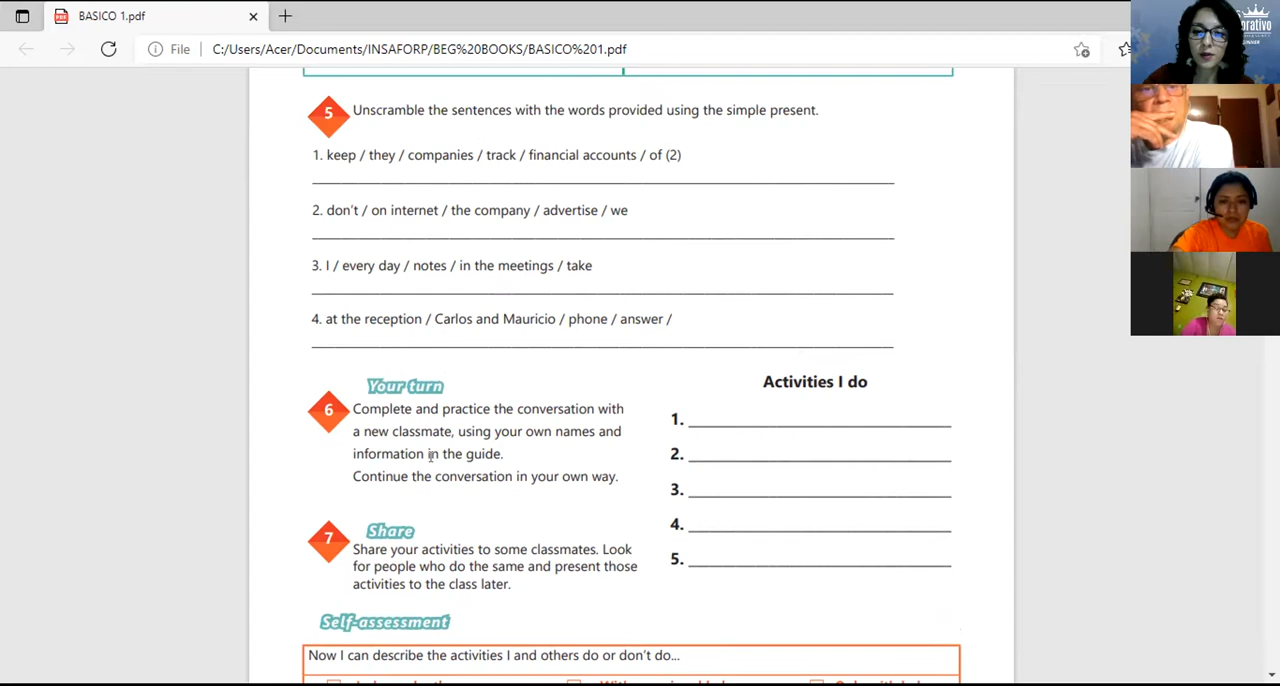 BASICO 1.pdf
File
C:/Users/Acer/Documents/INSAFORP/BEG%20BOOKS/BASICO%201.pdf
orativo
5 Unscramble the sentences with the words provided using the simple present.
1. keep / they / companies / track / financial accounts / of (2)
2. don't / on internet / the company / advertise / we
3. I / every day / notes / in the meetings / take
4. at the reception / Carlos and Mauricio / phone / answer /
Your turn
6 Complete and practice the conversation with
a new classmate, using your own names and
information in the guide.
Continue the conversation in your own way.
Activities I do
1.
2.
3.
4.
5.
Share
7 Share your activities to some classmates. Look
for people who do the same and present those
activities to the class later.
Self-assessment
Now I can describe the activities I and others do or don't do...